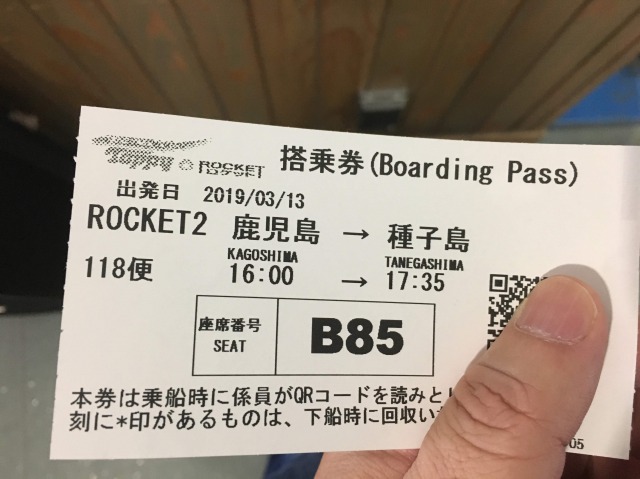 Toppy ROCKET 搭乗券(Boarding Pass)
出発日 2019/03/13
ROCKET2 鹿児島 → 種子島
KAGOSHIMA TANEGASHIMA
118便 16:00 → 17:35
座席番号
SEAT
B85
本券は乗船時に係員がQRコードを読みと
刻に*印があるものは、下船時に回収い
05